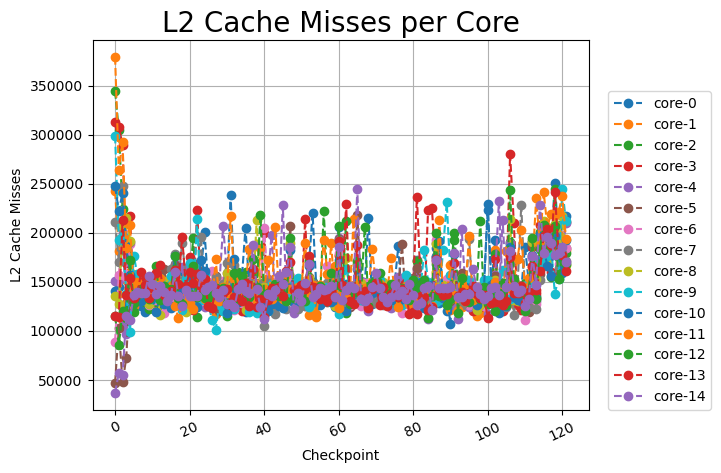 L2 Cache Misses per Core
L2 Cache Misses
350000
300000
250000
200000
150000
100000
50000
0
20
40
60
80
100
120
Checkpoint
core-0
core-1
core-2
core-3
core-4
core-5
core-6
core-7
core-8
core-9
core-10
core-11
core-12
core-13
core-14